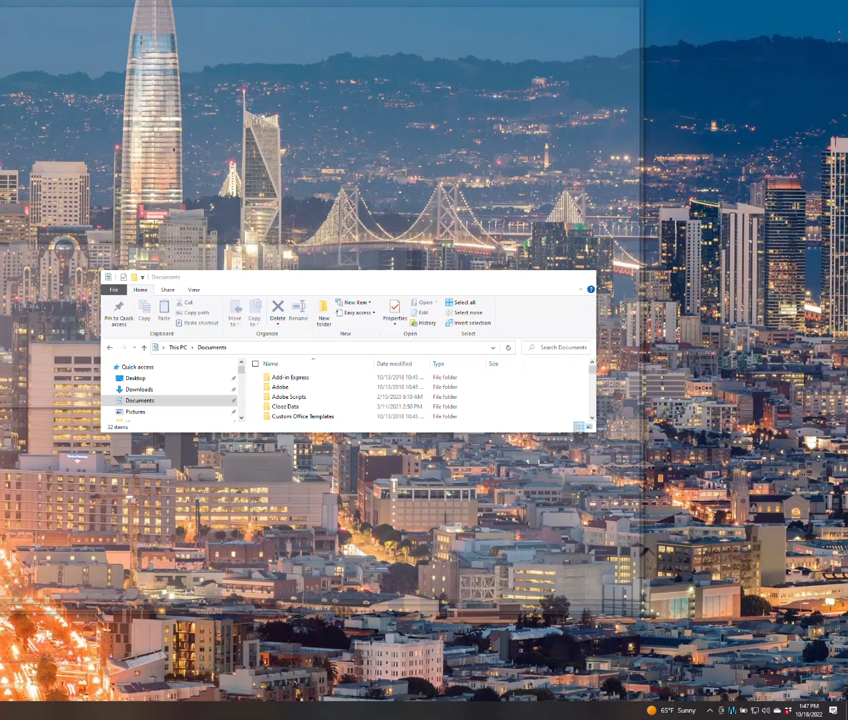 Documents
File Home Share View
Pin to Quick access
Copy
Paste
Cut
Copy path
Paste shortcut
Move to
Copy to
Delete
Rename
New folder
New item
Easy access
Properties
Open
Edit
History
Select all
Select none
Invert selection
Clipboard Organize New Open Select
This PC Documents
Search Documents
Quick access
Desktop
Downloads
Documents
Pictures
Name Date modified Type Size
Add-in Express 10/13/2018 10:45 ... File folder
Adobe 10/13/2018 10:45 ... File folder
Adobe Scripts 2/15/2020 9:10 AM File folder
Clooz Data 3/11/2021 2:50 PM File folder
Custom Office Templates 10/13/2018 10:45 ... File folder
32 items
65°F Sunny
1:47 PM
10/18/2022